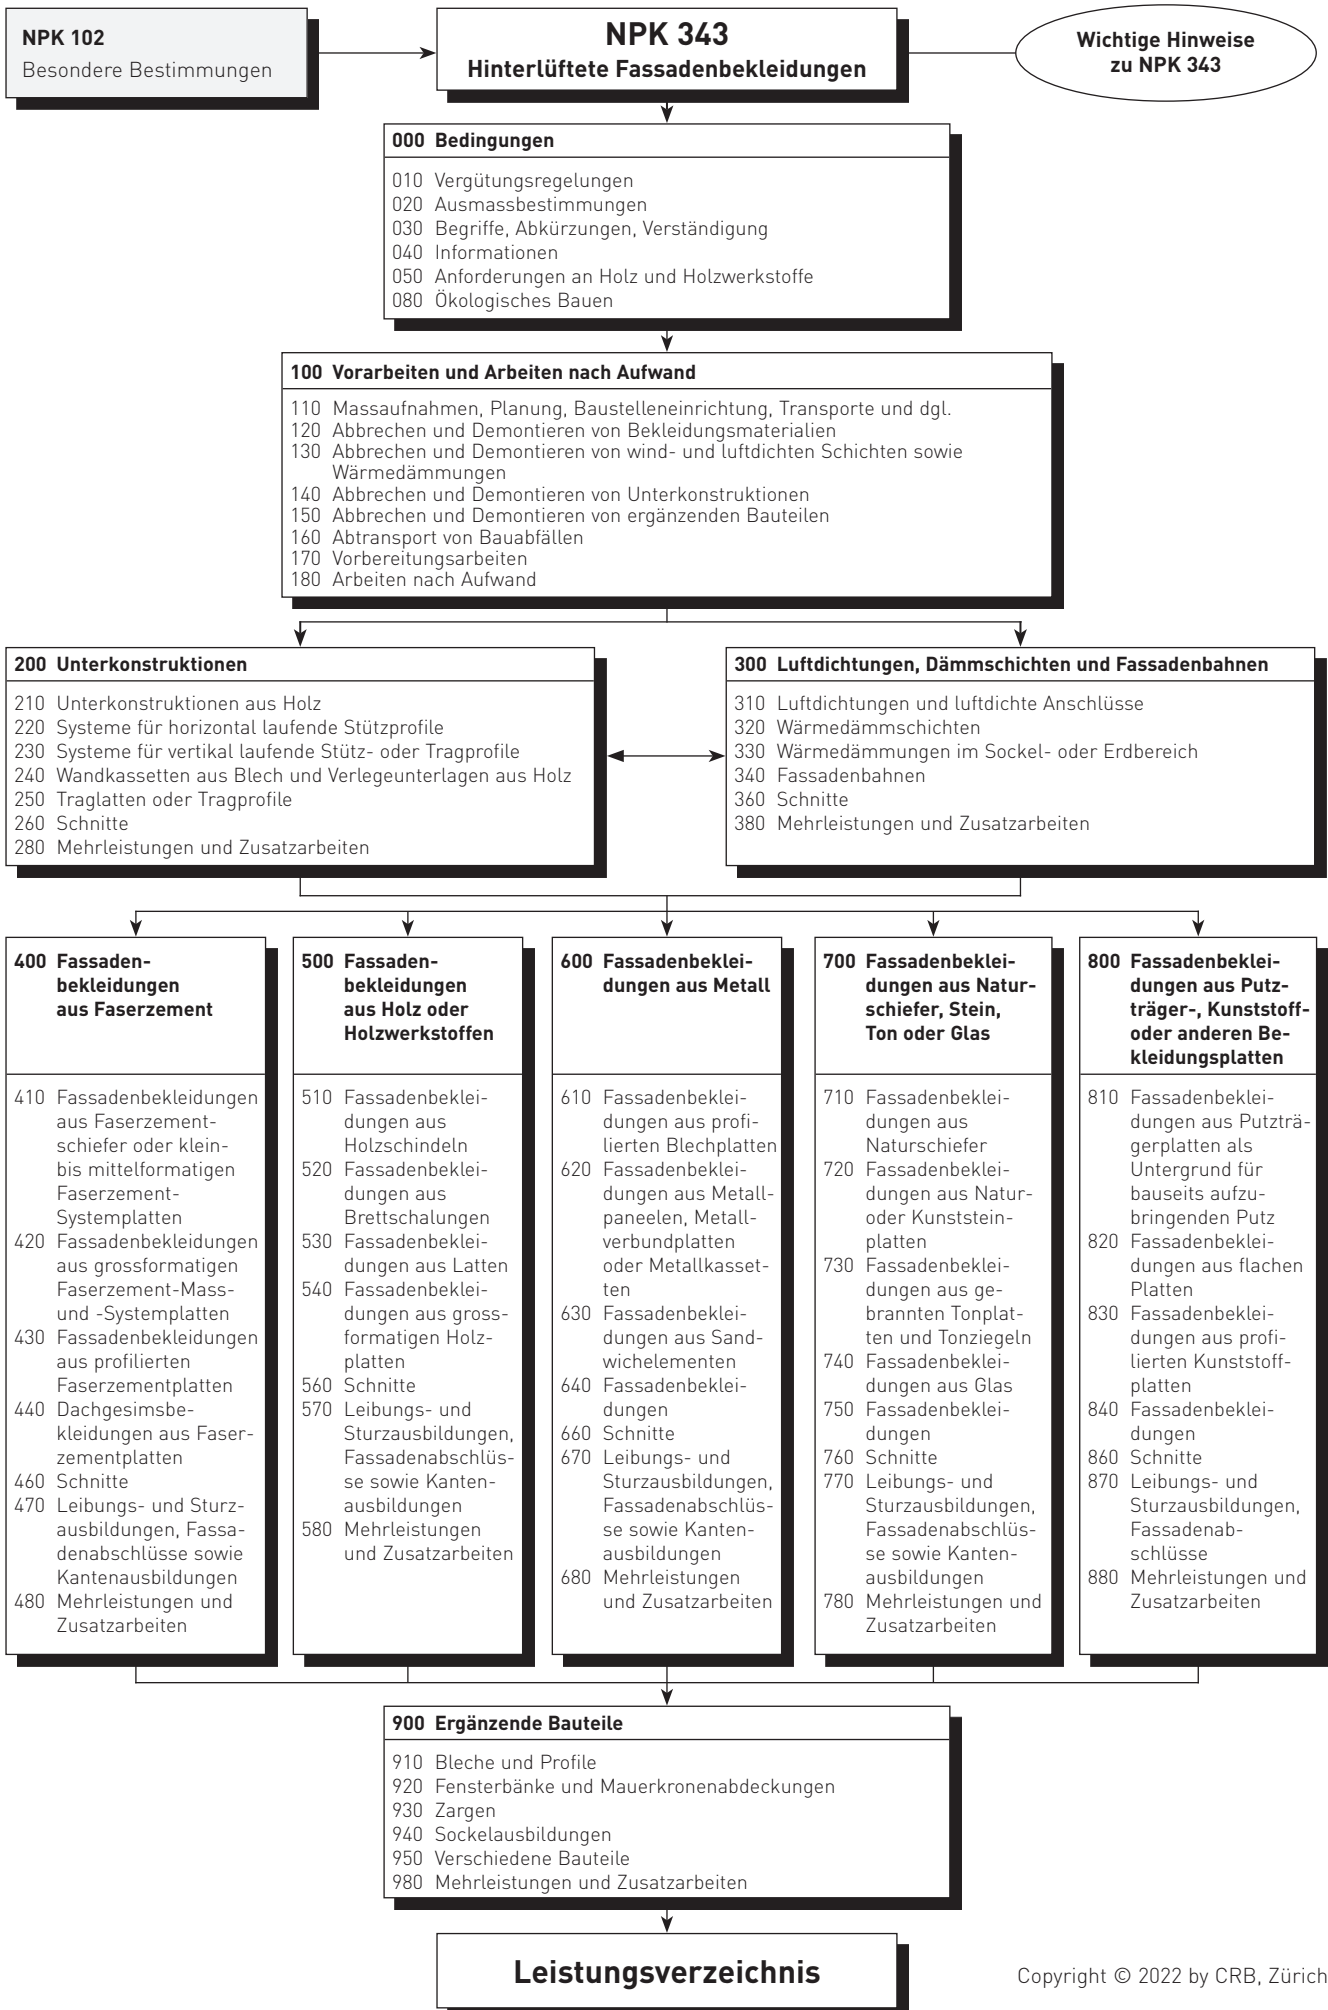 NPK 102
Besondere Bestimmungen
NPK 343
Hinterlüftete Fassadenbekleidungen
Wichtige Hinweise
zu NPK 343
000 Bedingungen
010 Vergütungsregelungen
020 Ausmassbestimmungen
030 Begriffe, Abkürzungen, Verständigung
040 Informationen
050 Anforderungen an Holz und Holzwerkstoffe
080 Ökologisches Bauen
100 Vorarbeiten und Arbeiten nach Aufwand
110 Massaufnahmen, Planung, Baustelleneinrichtung, Transporte und dgl.
120 Abbrechen und Demontieren von Bekleidungsmaterialien
130 Abbrechen und Demontieren von wind- und luftdichten Schichten sowie
Wärmedämmungen
140 Abbrechen und Demontieren von Unterkonstruktionen
150 Abbrechen und Demontieren von ergänzenden Bauteilen
160 Abtransport von Bauabfällen
170 Vorbereitungsarbeiten
180 Arbeiten nach Aufwand
200 Unterkonstruktionen
210 Unterkonstruktionen aus Holz
220 Systeme für horizontal laufende Stützprofile
230 Systeme für vertikal laufende Stütz- oder Tragprofile
240 Wandkassetten aus Blech und Verlegeunterlagen aus Holz
250 Traglatten oder Tragprofile
260 Schnitte
280 Mehrleistungen und Zusatzarbeiten
300 Luftdichtungen, Dämmschichten und Fassadenbahnen
310 Luftdichtungen und luftdichte Anschlüsse
320 Wärmedämmschichten
330 Wärmedämmungen im Sockel- oder Erdbereich
340 Fassadenbahnen
360 Schnitte
380 Mehrleistungen und Zusatzarbeiten
400 Fassaden-
bekleidungen
aus Faserzement
410 Fassadenbekleidungen
aus Faserzement-
schiefer oder klein-
bis mittelformatigen
Faserzement-
Systemplatten
420 Fassadenbekleidungen
aus grossformatigen
Faserzement-Mass-
und -Systemplatten
430 Fassadenbekleidungen
aus profilierten
Faserzementplatten
440 Dachgesimsbe-
kleidungen aus Faser-
zementplatten
460 Schnitte
470 Leibungs- und Sturz-
ausbildungen, Fassa-
denabschlüsse sowie
Kantenausbildungen
480 Mehrleistungen und
Zusatzarbeiten
500 Fassaden-
bekleidungen
aus Holz oder
Holzwerkstoffen
510 Fassadenbeklei-
dungen aus
Holzschindeln
520 Fassadenbeklei-
dungen aus
Brettschalungen
530 Fassadenbeklei-
dungen aus Latten
540 Fassadenbeklei-
dungen aus gross-
formatigen Holz-
platten
560 Schnitte
570 Leibungs- und
Sturzausbildungen,
Fassadenabschlüs-
se sowie Kanten-
ausbildungen
580 Mehrleistungen
und Zusatzarbeiten
600 Fassadenbeklei-
dungen aus Metall
610 Fassadenbeklei-
dungen aus profi-
lierten Blechplatten
620 Fassadenbeklei-
dungen aus Metall-
paneelen, Metall-
verbundplatten
oder Metallkasset-
ten
630 Fassadenbeklei-
dungen aus Sand-
wichelementen
640 Fassadenbeklei-
dungen
660 Schnitte
670 Leibungs- und
Sturzausbildungen,
Fassadenabschlüs-
se sowie Kanten-
ausbildungen
680 Mehrleistungen
und Zusatzarbeiten
700 Fassadenbeklei-
dungen aus Natur-
schiefer, Stein,
Ton oder Glas
710 Fassadenbeklei-
dungen aus
Naturschiefer
720 Fassadenbeklei-
dungen aus Natur-
oder Kunststein-
platten
730 Fassadenbeklei-
dungen aus ge-
brannten Tonplat-
ten und Tonziegeln
740 Fassadenbeklei-
dungen aus Glas
750 Fassadenbeklei-
dungen
760 Schnitte
770 Leibungs- und
Sturzausbildungen,
Fassadenabschlüs-
se sowie Kanten-
ausbildungen
780 Mehrleistungen und
Zusatzarbeiten
800 Fassadenbeklei-
dungen aus Putz-
träger-, Kunststoff-
oder anderen Be-
kleidungsplatten
810 Fassadenbeklei-
dungen aus Putzträ-
gerplatten als
Untergrund für
bauseits aufzu-
bringenden Putz
820 Fassadenbeklei-
dungen aus flachen
Platten
830 Fassadenbeklei-
dungen aus profi-
lierten Kunststoff-
platten
840 Fassadenbeklei-
dungen
860 Schnitte
870 Leibungs- und
Sturzausbildungen,
Fassadenab-
schlüsse
880 Mehrleistungen und
Zusatzarbeiten
900 Ergänzende Bauteile
910 Bleche und Profile
920 Fensterbänke und Mauerkronenabdeckungen
930 Zargen
940 Sockelausbildungen
950 Verschiedene Bauteile
980 Mehrleistungen und Zusatzarbeiten
Leistungsverzeichnis
Copyright © 2022 by CRB, Zürich